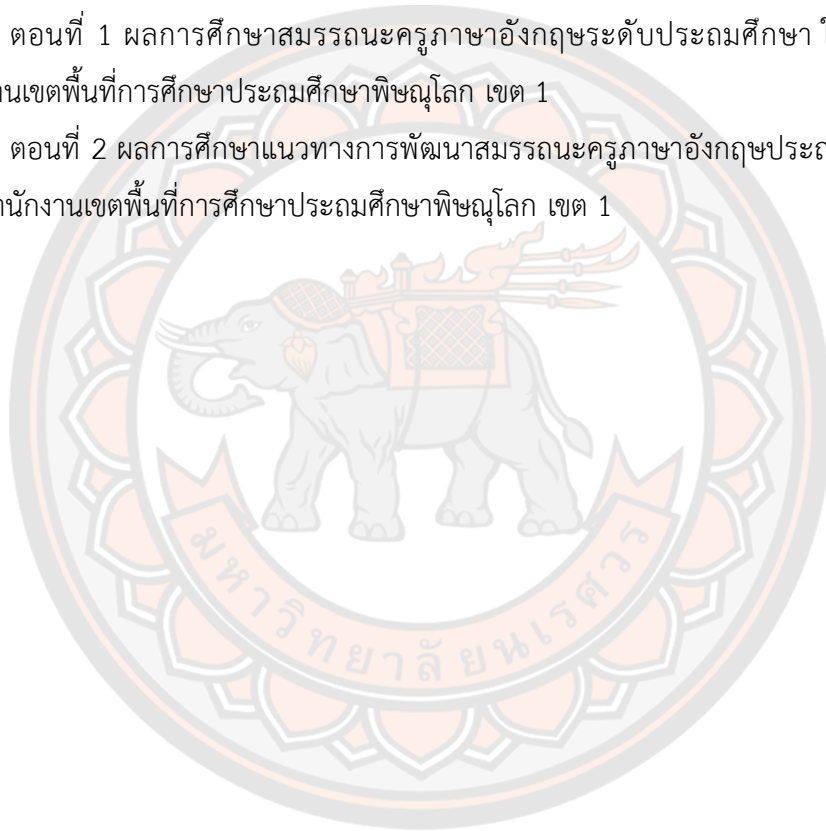 ตอนที่ 1 ผลการศึกษาสมรรถนะครูภาษาอังกฤษระดับประถมศึกษา
านเขตพื้นที่การศึกษาประถมศึกษาพิษณุโลก เขต 1
ตอนที่ 2 ผลการศึกษาแนวทางการพัฒนาสมรรถนะครูภาษาอังกฤษประถ
านักงานเขตพื้นที่การศึกษาประถมศึกษาพิษณุโลก เขต 1
มหาวิทยาลัยนเรศวร